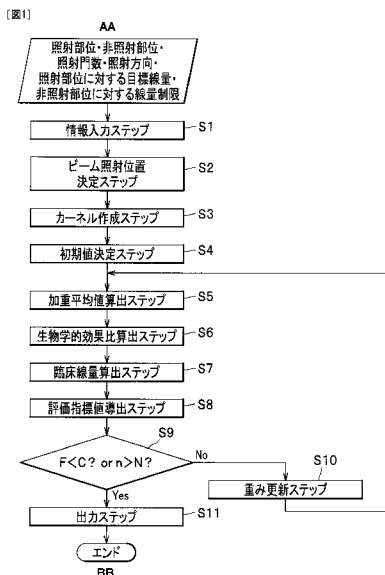 [図1]
AA
照射部位・非照射部位・
照射門数・照射方向・
照射部位に対する目標線量・
非照射部位に対する線量制限
情報入力ステップ
S1
ビーム照射位置
決定ステップ
S2
カーネル作成ステップ
S3
初期値決定ステップ
S4
加重平均値算出ステップ
S5
生物学的効果比算出ステップ
S6
臨床線量算出ステップ
S7
評価指標値導出ステップ
S8
S9
F<C? or n>N?
No
S10
重み更新ステップ
Yes
出力ステップ
S11
エンド
BB